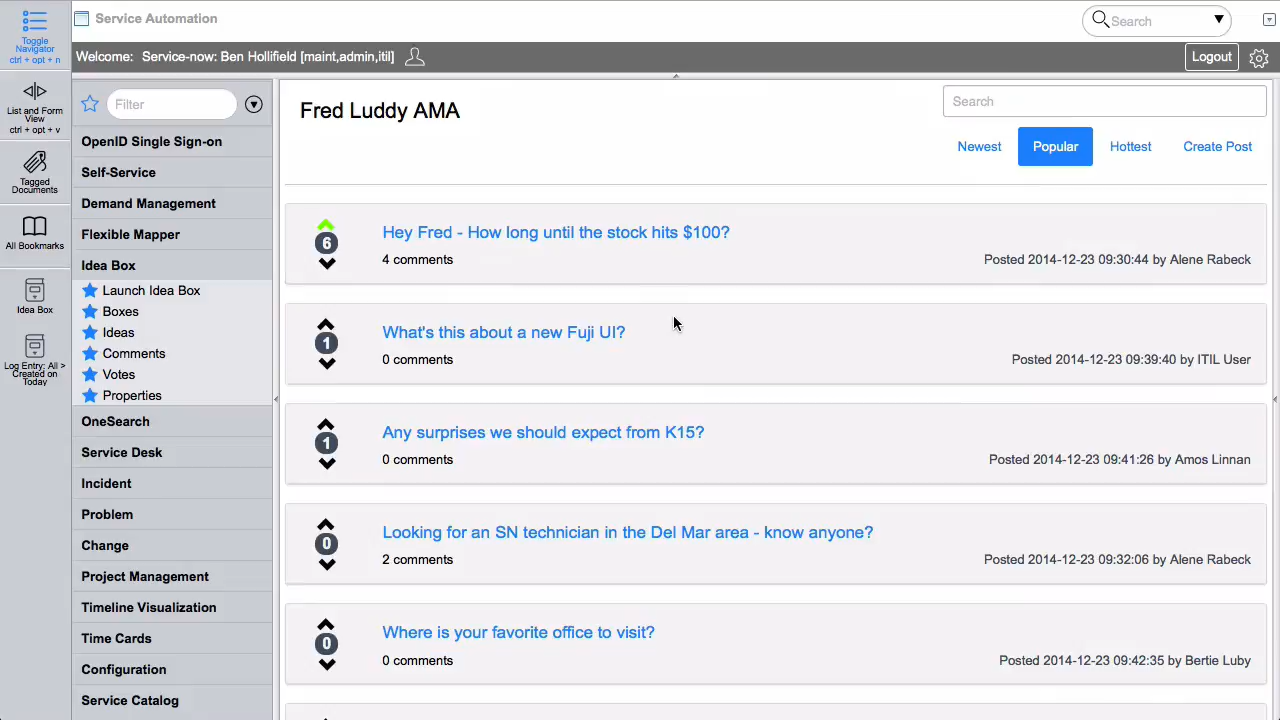 Toggle
Navigator
ctrl + opt + n
List and Form
View
ctrl + opt + v
Tagged
Documents
All Bookmarks
Idea Box
Log Entry: All >
Created on
Today
Service Automation
Search
Welcome: Service-now: Ben Hollifield [maint,admin,itil]
Logout
Filter
OpenID Single Sign-on
Self-Service
Demand Management
Flexible Mapper
Idea Box
Launch Idea Box
Boxes
Ideas
Comments
Votes
Properties
OneSearch
Service Desk
Incident
Problem
Change
Project Management
Timeline Visualization
Time Cards
Configuration
Service Catalog
Fred Luddy AMA
Search
Newest
Popular
Hottest
Create Post
6
Hey Fred - How long until the stock hits $100?
4 comments
Posted 2014-12-23 09:30:44 by Alene Rabeck
1
What's this about a new Fuji UI?
0 comments
Posted 2014-12-23 09:39:40 by ITIL User
1
Any surprises we should expect from K15?
0 comments
Posted 2014-12-23 09:41:26 by Amos Linnan
0
Looking for an SN technician in the Del Mar area - know anyone?
2 comments
Posted 2014-12-23 09:32:06 by Alene Rabeck
0
Where is your favorite office to visit?
0 comments
Posted 2014-12-23 09:42:35 by Bertie Luby